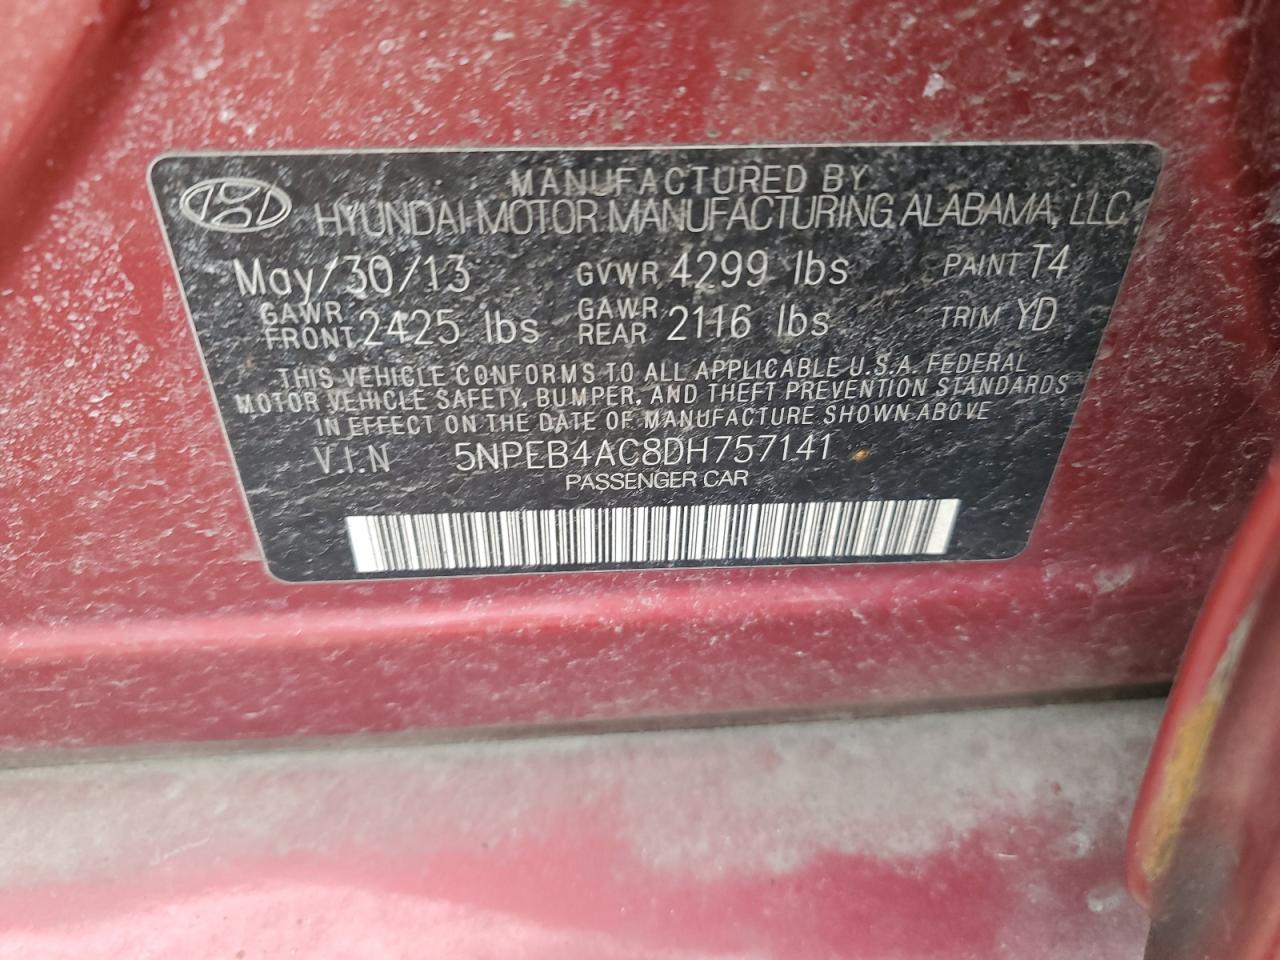 MANUFACTURED BY
HYUNDAI MOTOR MANUFACTURING ALABAMA, LLC
May/30/13 GVWR 4299 lbs PAINT T4
GAWR FRONT 2425 lbs GAWR REAR 2116 lbs TRIM YD
THIS VEHICLE CONFORMS TO ALL APPLICABLE U.S.A. FEDERAL
MOTOR VEHICLE SAFETY, BUMPER, AND THEFT PREVENTION STANDARDS
IN EFFECT ON THE DATE OF MANUFACTURE SHOWN ABOVE
V.I.N 5NPEB4AC8DH757141
PASSENGER CAR